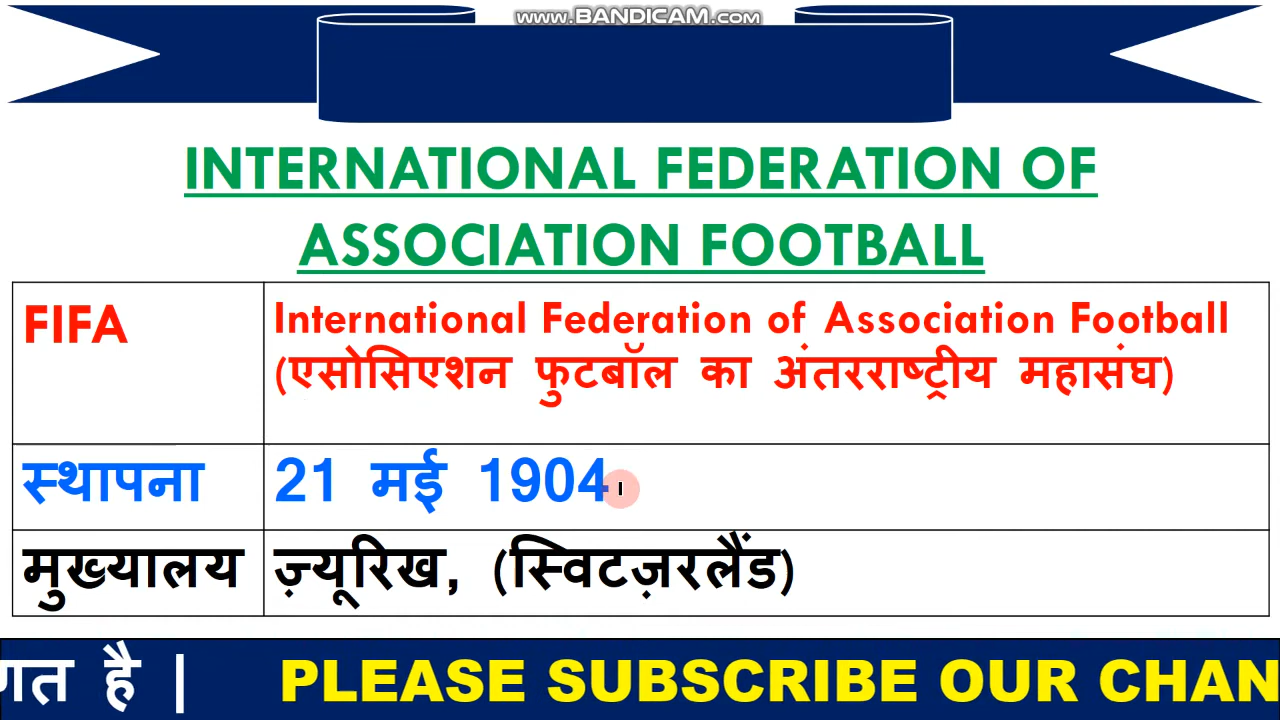 www.BANDICAM.com
INTERNATIONAL FEDERATION OF
ASSOCIATION FOOTBALL
FIFA
International Federation of Association Football
(एसोसिएशन फुटबॉल का अंतरराष्ट्रीय महासंघ)
स्थापना 21 मई 1904
मुख्यालय ज़्यूरिख, (स्विटज़रलैंड)
गत है | PLEASE SUBSCRIBE OUR CHAN